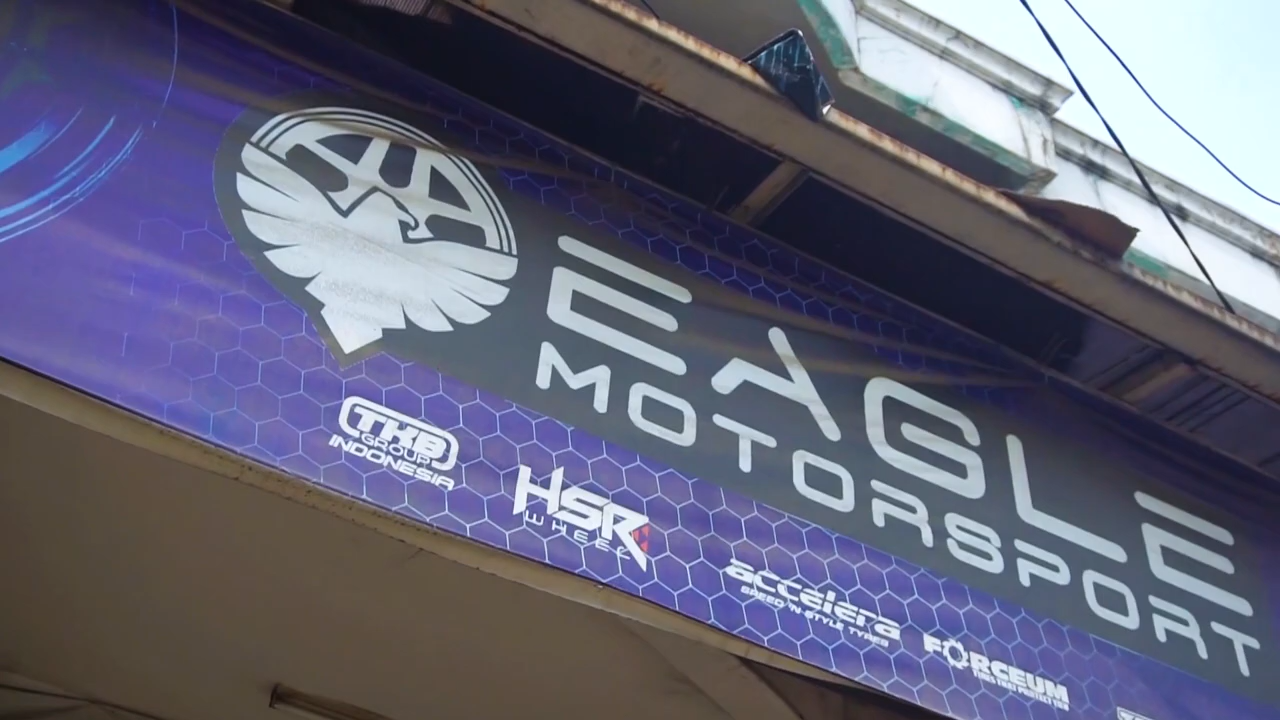 EAGLE
MOTORSPORT
TKB
GROUP
INDONESIA
HSR
WHEEL
accelera
SPEED 'N STYLE TYRES
FORCEUM